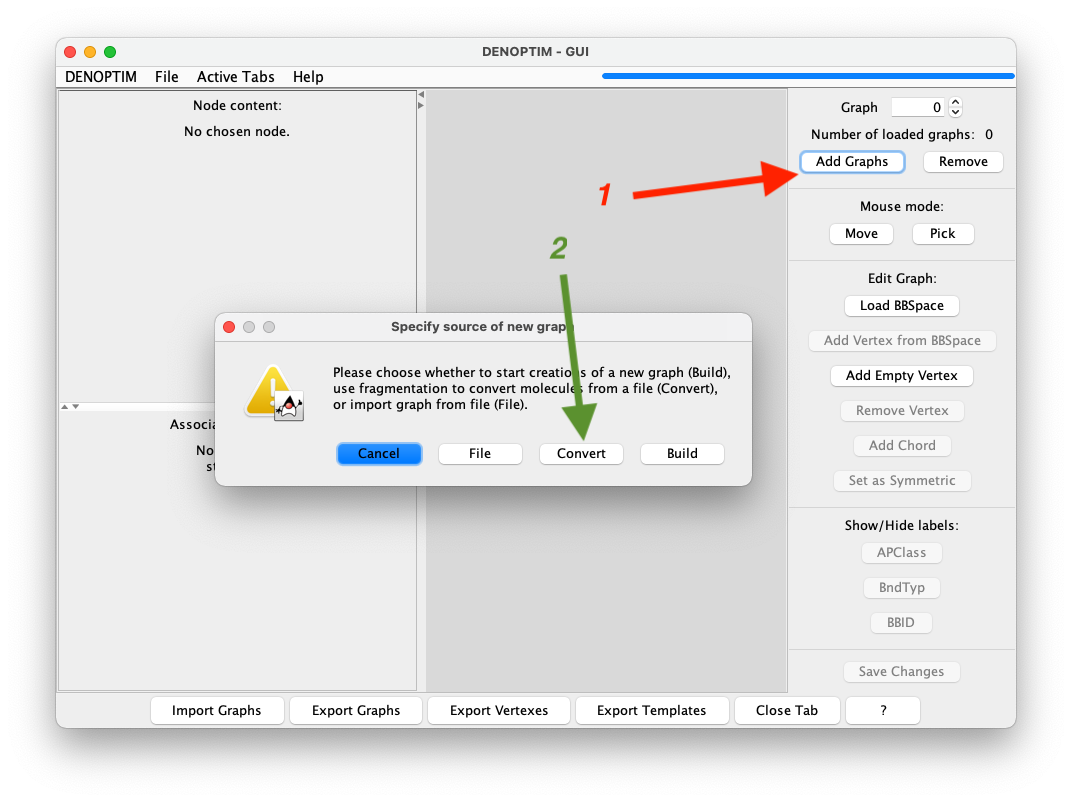 DENOPTIM - GUI
DENOPTIM File Active Tabs Help
Node content:
No chosen node.
Graph 0
Number of loaded graphs: 0
Add Graphs Remove
1
Mouse mode:
Move Pick
2
Edit Graph:
Load BBSpace
Add Vertex from BBSpace
Add Empty Vertex
Remove Vertex
Add Chord
Set as Symmetric
Specify source of new graph
Please choose whether to start creations of a new graph (Build),
use fragmentation to convert molecules from a file (Convert),
or import graph from file (File).
Cancel File Convert Build
Associa
No
st
Show/Hide labels:
APClass
BndTyp
BBID
Save Changes
Import Graphs Export Graphs Export Vertexes Export Templates Close Tab ?